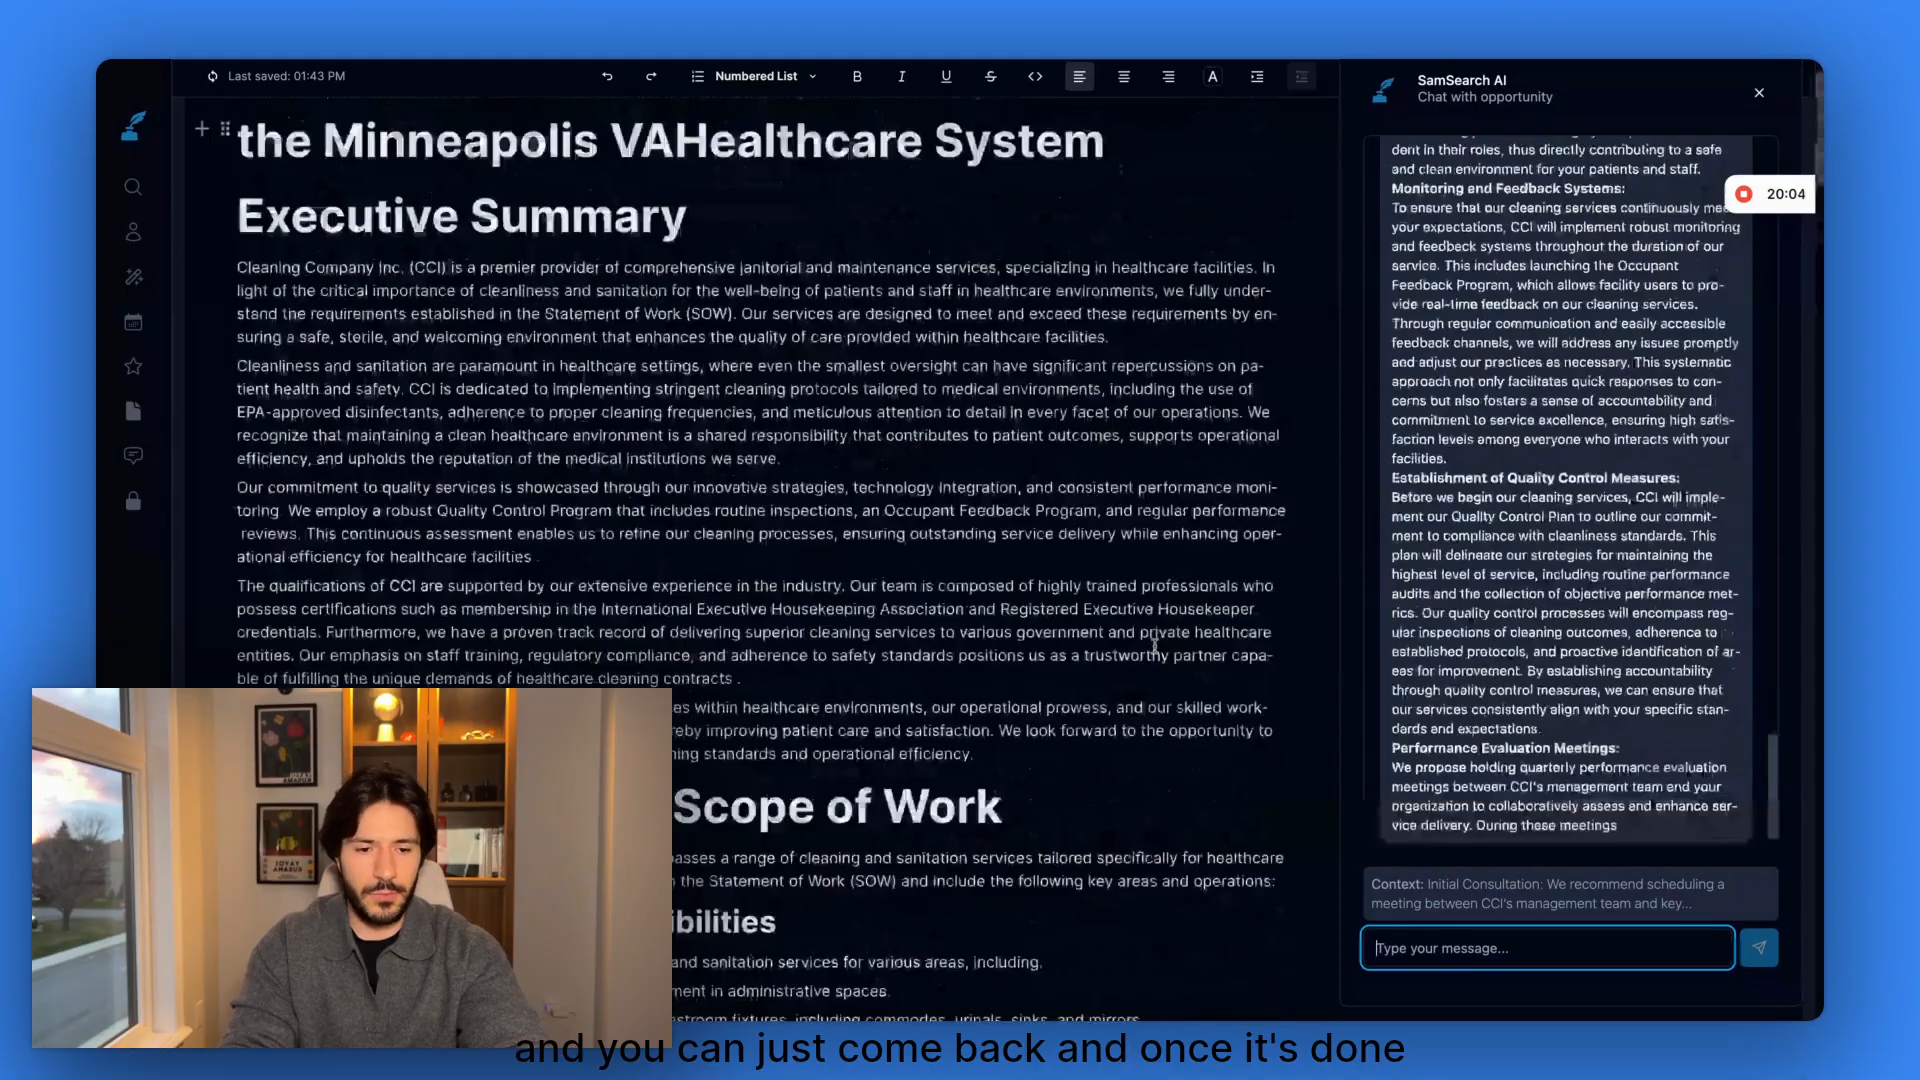 Last saved: 01:43 PM
Numbered List
B I U S <> A
the Minneapolis VAHealthcare System
Executive Summary
Cleaning Company Inc. (CCI) is a premier provider of comprehensive janitorial and maintenance services, specializing in healthcare facilities. In
light of the critical importance of cleanliness and sanitation for the well-being of patients and staff in healthcare environments, we fully under-
stand the requirements established in the Statement of Work (SOW). Our services are designed to meet and exceed these requirements by en-
suring a safe, sterile, and welcoming environment that enhances the quality of care provided within healthcare facilities.
Cleanliness and sanitation are paramount in healthcare settings, where even the smallest oversight can have significant repercussions on pa-
tient health and safety. CCI is dedicated to implementing stringent cleaning protocols tailored to medical environments, including the use of
EPA-approved disinfectants, adherence to proper cleaning frequencies, and meticulous attention to detail in every facet of our operations. We
recognize that maintaining a clean healthcare environment is a shared responsibility that contributes to patient outcomes, supports operational
efficiency, and upholds the reputation of the medical institutions we serve.
Our commitment to quality services is showcased through our innovative strategies, technology integration, and consistent performance moni-
toring. We employ a robust Quality Control Program that includes routine inspections, an Occupant Feedback Program, and regular performance
reviews. This continuous assessment enables us to refine our cleaning processes, ensuring outstanding service delivery while enhancing oper-
ational efficiency for healthcare facilities .
The qualifications of CCI are supported by our extensive experience in the industry. Our team is composed of highly trained professionals who
possess certifications such as membership in the International Executive Housekeeping Association and Registered Executive Housekeeper
credentials. Furthermore, we have a proven track record of delivering superior cleaning services to various government and private healthcare
entities. Our emphasis on staff training, regulatory compliance, and adherence to safety standards positions us as a trustworthy partner capa-
ble of fulfilling the unique demands of healthcare cleaning contracts .
es within healthcare environments, our operational prowess, and our skilled work-
reby improving patient care and satisfaction. We look forward to the opportunity to
ning standards and operational efficiency.
Scope of Work
passes a range of cleaning and sanitation services tailored specifically for healthcare
the Statement of Work (SOW) and include the following key areas and operations:
ibilities
and sanitation services for various areas, including,
ment in administrative spaces.
stroom fixtures, including commodes, urinals, sinks, and mirrors
SamSearch AI
Chat with opportunity
dent in their roles, thus directly contributing to a safe
and clean environment for your patients and staff.
Monitoring and Feedback Systems:
To ensure that our cleaning services continuously mee
your expectations, CCI will implement robust monitoring
and feedback systems throughout the duration of our
service. This includes launching the Occupant
Feedback Program, which allows facility users to pro-
vide real-time feedback on our cleaning services.
Through regular communication and easily accessible
feedback channels, we will address any issues promptly
and adjust our practices as necessary. This systematic
approach not only facilitates quick responses to con-
cerns but also fosters a sense of accountability and
commitment to service excellence, ensuring high satis-
faction levels among everyone who interacts with your
facilities.
Establishment of Quality Control Measures:
Before we begin our cleaning services, CCI will imple-
ment our Quality Control Plan to outline our commit-
ment to compliance with cleanliness standards. This
plan will delineate our strategies for maintaining the
highest level of service, including routine performance
audits and the collection of objective performance met-
rics. Our quality control processes will encompass reg-
ular inspections of cleaning outcomes, adherence to
established protocols, and proactive identification of ar-
eas for improvement. By establishing accountability
through quality control measures, we can ensure that
our services consistently align with your specific stan-
dards and expectations.
Performance Evaluation Meetings:
We propose holding quarterly performance evaluation
meetings between CCI's management team and your
organization to collaboratively assess and enhance ser-
vice delivery. During these meetings
20:04
Context: Initial Consultation: We recommend scheduling a
meeting between CCI's management team and key...
Type your message...
and you can just come back and once it's done